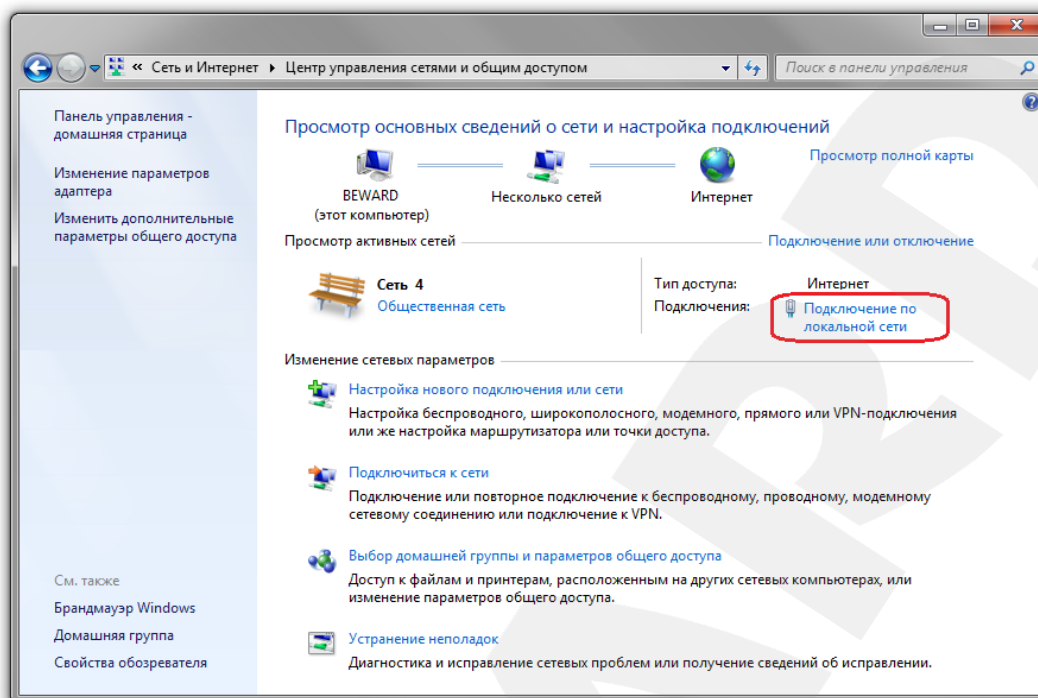 « Сеть и Интернет ▸ Центр управления сетями и общим доступом
Поиск в панели управления
Панель управления -
домашняя страница
Изменение параметров
адаптера
Изменить дополнительные
параметры общего доступа
См. также
Брандмауэр Windows
Домашняя группа
Свойства обозревателя
Просмотр основных сведений о сети и настройка подключений
BEWARD
(этот компьютер)
Несколько сетей
Интернет
Просмотр полной карты
Просмотр активных сетей
Подключение или отключение
Сеть 4
Общественная сеть
Тип доступа: Интернет
Подключения: Подключение по
локальной сети
Изменение сетевых параметров
Настройка нового подключения или сети
Настройка беспроводного, широкополосного, модемного, прямого или VPN-подключения
или же настройка маршрутизатора или точки доступа.
Подключиться к сети
Подключение или повторное подключение к беспроводному, проводному, модемному
сетевому соединению или подключение к VPN.
Выбор домашней группы и параметров общего доступа
Доступ к файлам и принтерам, расположенным на других сетевых компьютерах, или
изменение параметров общего доступа.
Устранение неполадок
Диагностика и исправление сетевых проблем или получение сведений об исправлении.